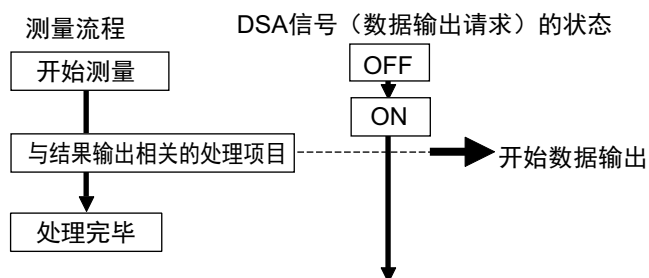 测量流程
DSA信号（数据输出请求）的状态
开始测量
OFF
ON
与结果输出相关的处理项目
开始数据输出
处理完毕